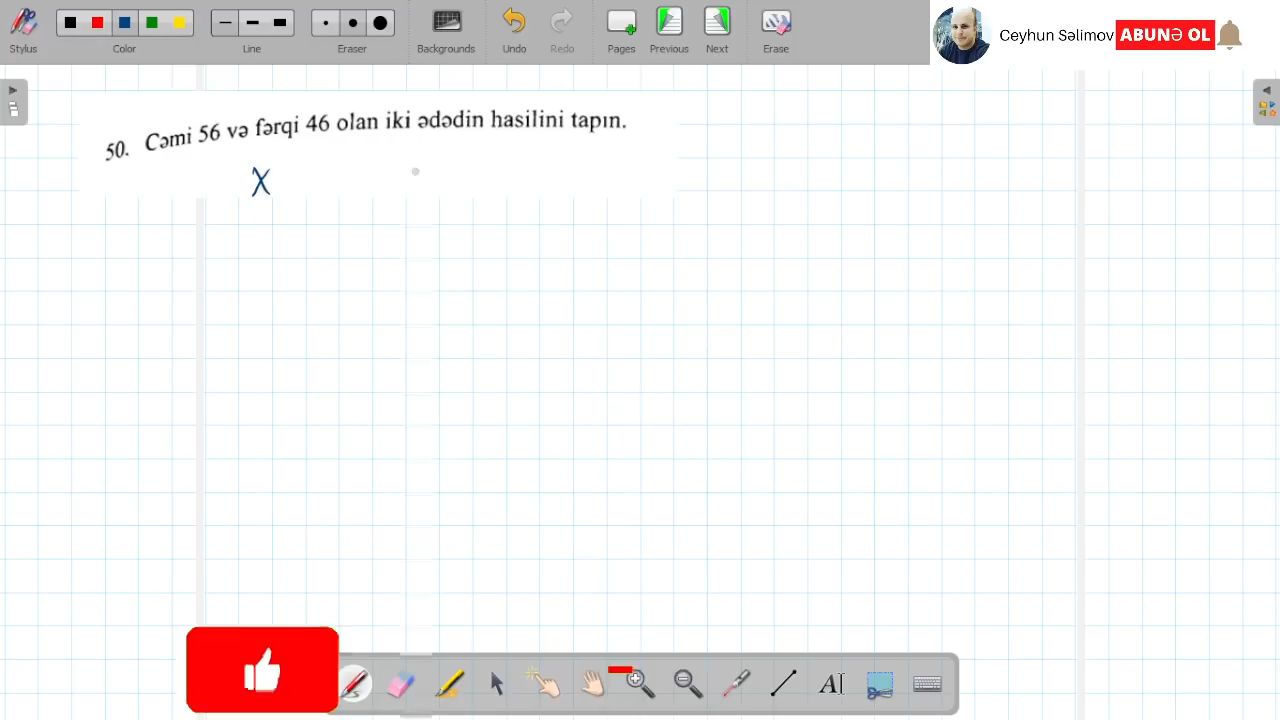 Stylus
Color
Line
Eraser
Backgrounds
Undo
Redo
Pages
Previous
Next
Erase
Ceyhun Səlimov
ABUNƏ OL
50. Cəmi 56 və fərqi 46 olan iki ədədin hasilini tapın.
X
AI